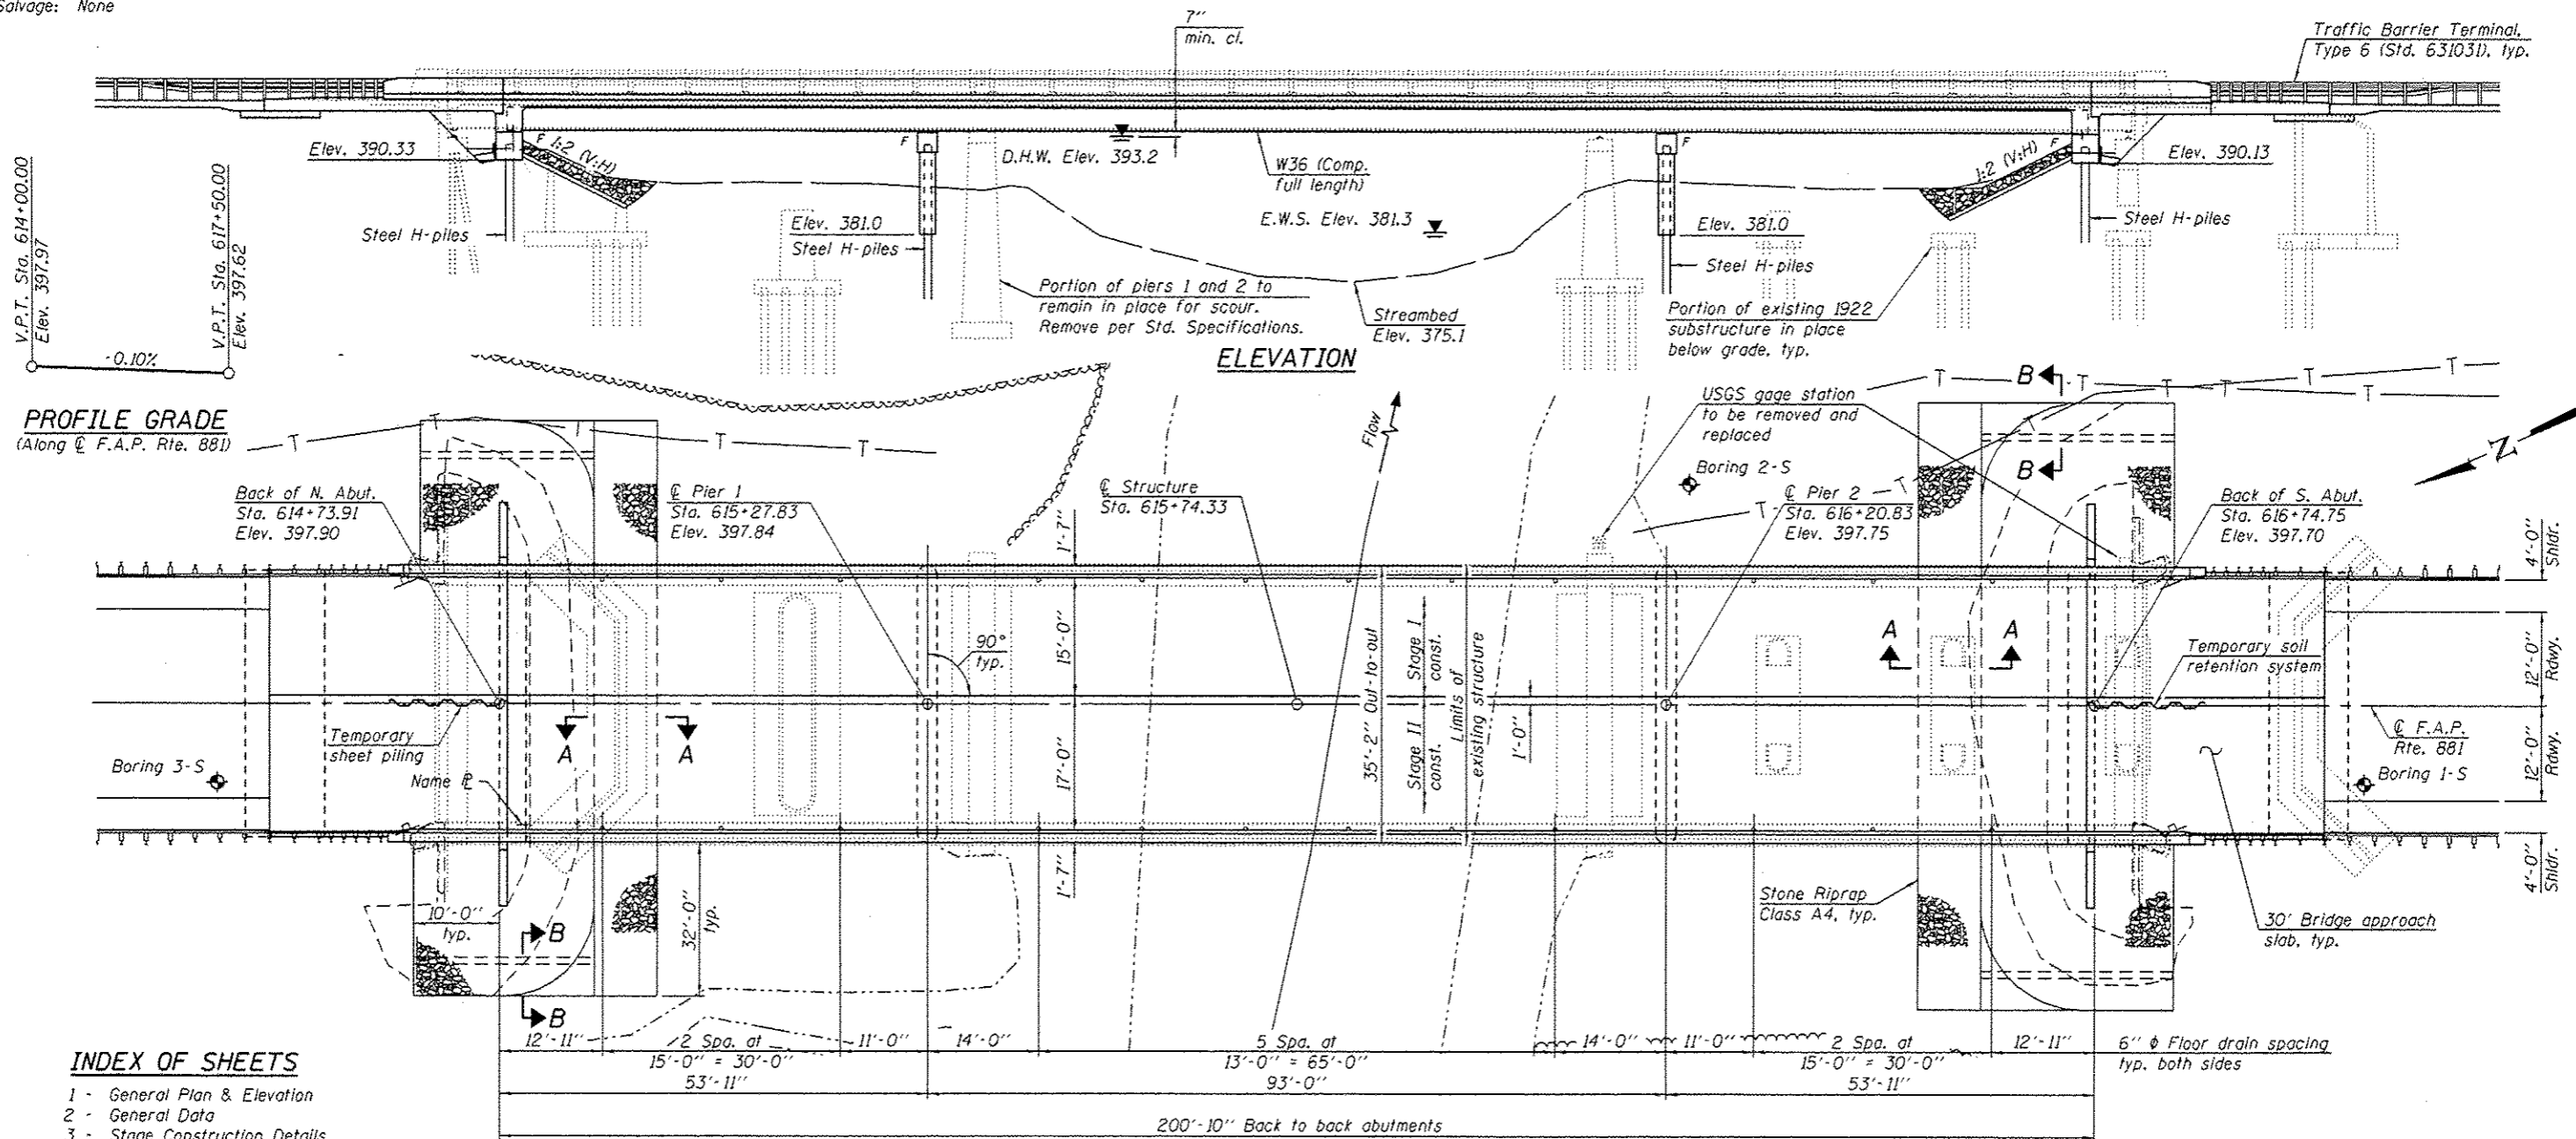 Salvage: None
7"
min. cl.
Traffic Barrier Terminal,
Type 6 (Std. 631031), typ.
Elev. 390.33
F 1:2 (V:H)
F
D.H.W. Elev. 393.2
W36 (Comp.
full length)
F
1:2 (V:H) F
Elev. 390.13
V.P.T. Sta. 614+00.00
Elev. 397.97
V.P.T. Sta. 617+50.00
Elev. 397.62
-0.10%
Steel H-piles
Elev. 381.0
Steel H-piles
E.W.S. Elev. 381.3
Elev. 381.0
Steel H-piles
Steel H-piles
Portion of piers 1 and 2 to
remain in place for scour.
Remove per Std. Specifications.
Streambed
Elev. 375.1
Portion of existing 1922
substructure in place
below grade, typ.
ELEVATION
PROFILE GRADE
(Along ℄ F.A.P. Rte. 881)
T T T T
Flow
USGS gage station
to be removed and
replaced
T T T T T T T T
B
B
Z
Boring 2-S
Back of N. Abut.
Sta. 614+73.91
Elev. 397.90
℄ Pier 1
Sta. 615+27.83
Elev. 397.84
℄ Structure
Sta. 615+74.33
℄ Pier 2
Sta. 616+20.83
Elev. 397.75
Back of S. Abut.
Sta. 616+74.75
Elev. 397.70
1'-7"
4'-0"
Shldr.
15'-0"
90°
typ.
35'-2" Out-to-out
Stage I
const.
Stage II
const.
Limits of
existing structure
1'-0"
A A
Temporary soil
retention system
12'-0"
Rdwy.
Temporary
sheet piling
A A
17'-0"
℄ F.A.P.
Rte. 881
12'-0"
Rdwy.
Boring 3-S
Name ℄
Boring 1-S
1'-7"
4'-0"
Shldr.
10'-0"
typ.
B
B
32'-0"
typ.
Stone Riprap
Class A4, typ.
30' Bridge approach
slab, typ.
12'-11"
2 Spa. at
15'-0" = 30'-0"
11'-0"
14'-0"
5 Spa. at
13'-0" = 65'-0"
14'-0"
11'-0"
2 Spa. at
15'-0" = 30'-0"
12'-11"
6" ϕ Floor drain spacing
typ. both sides
53'-11"
93'-0"
53'-11"
200'-10" Back to back abutments
INDEX OF SHEETS
1 - General Plan & Elevation
2 - General Data
3 - Stage Construction Details